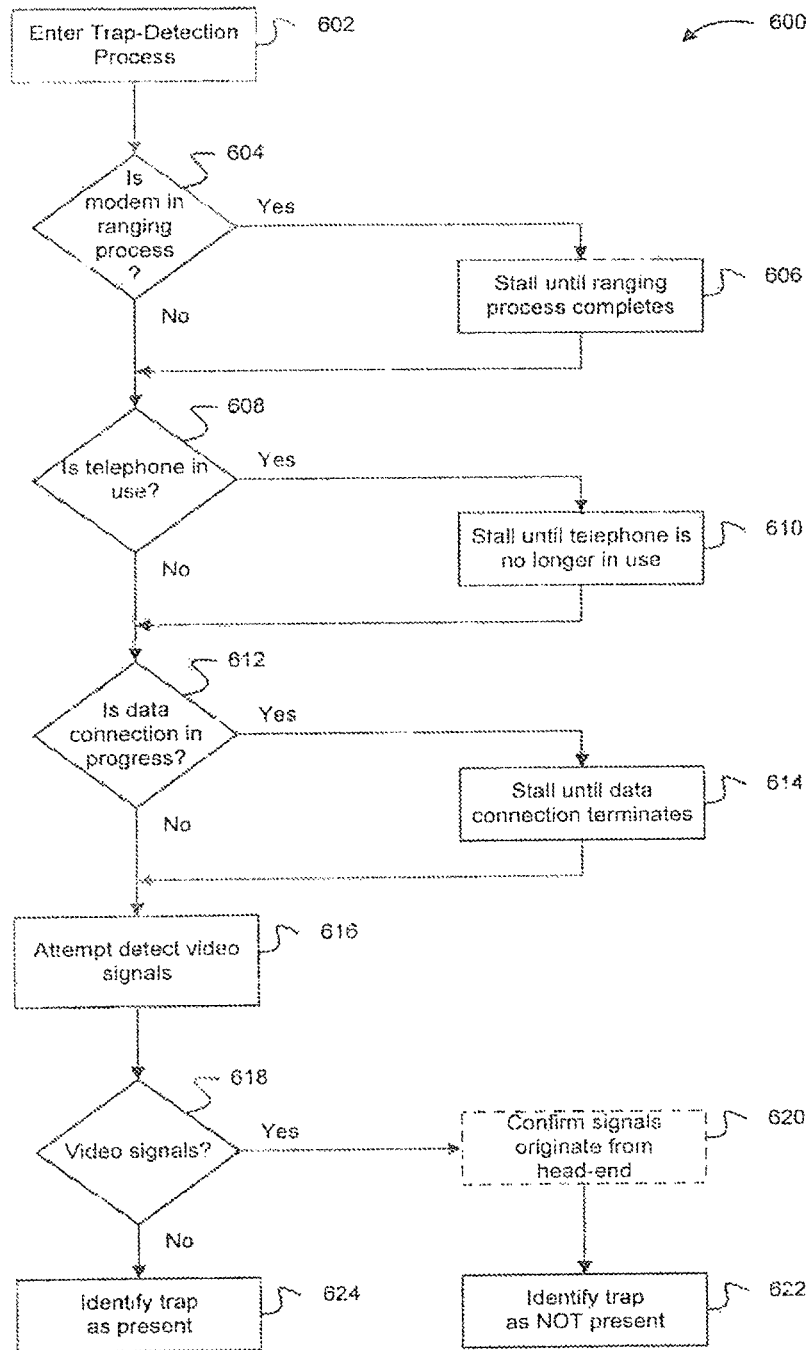 Enter Trap-Detection
Process
602
600
604
Is
modem in
ranging
process
?
Yes
Stall until ranging
process completes
606
No
608
Is telephone in
use?
Yes
Stall until telephone is
no longer in use
610
No
612
Is data
connection in
progress?
Yes
Stall until data
connection terminates
614
No
Attempt detect video
signals
616
618
Video signals?
Yes
Confirm signals
originate from
head-end
620
No
Identify trap
as present
624
Identify trap
as NOT present
622